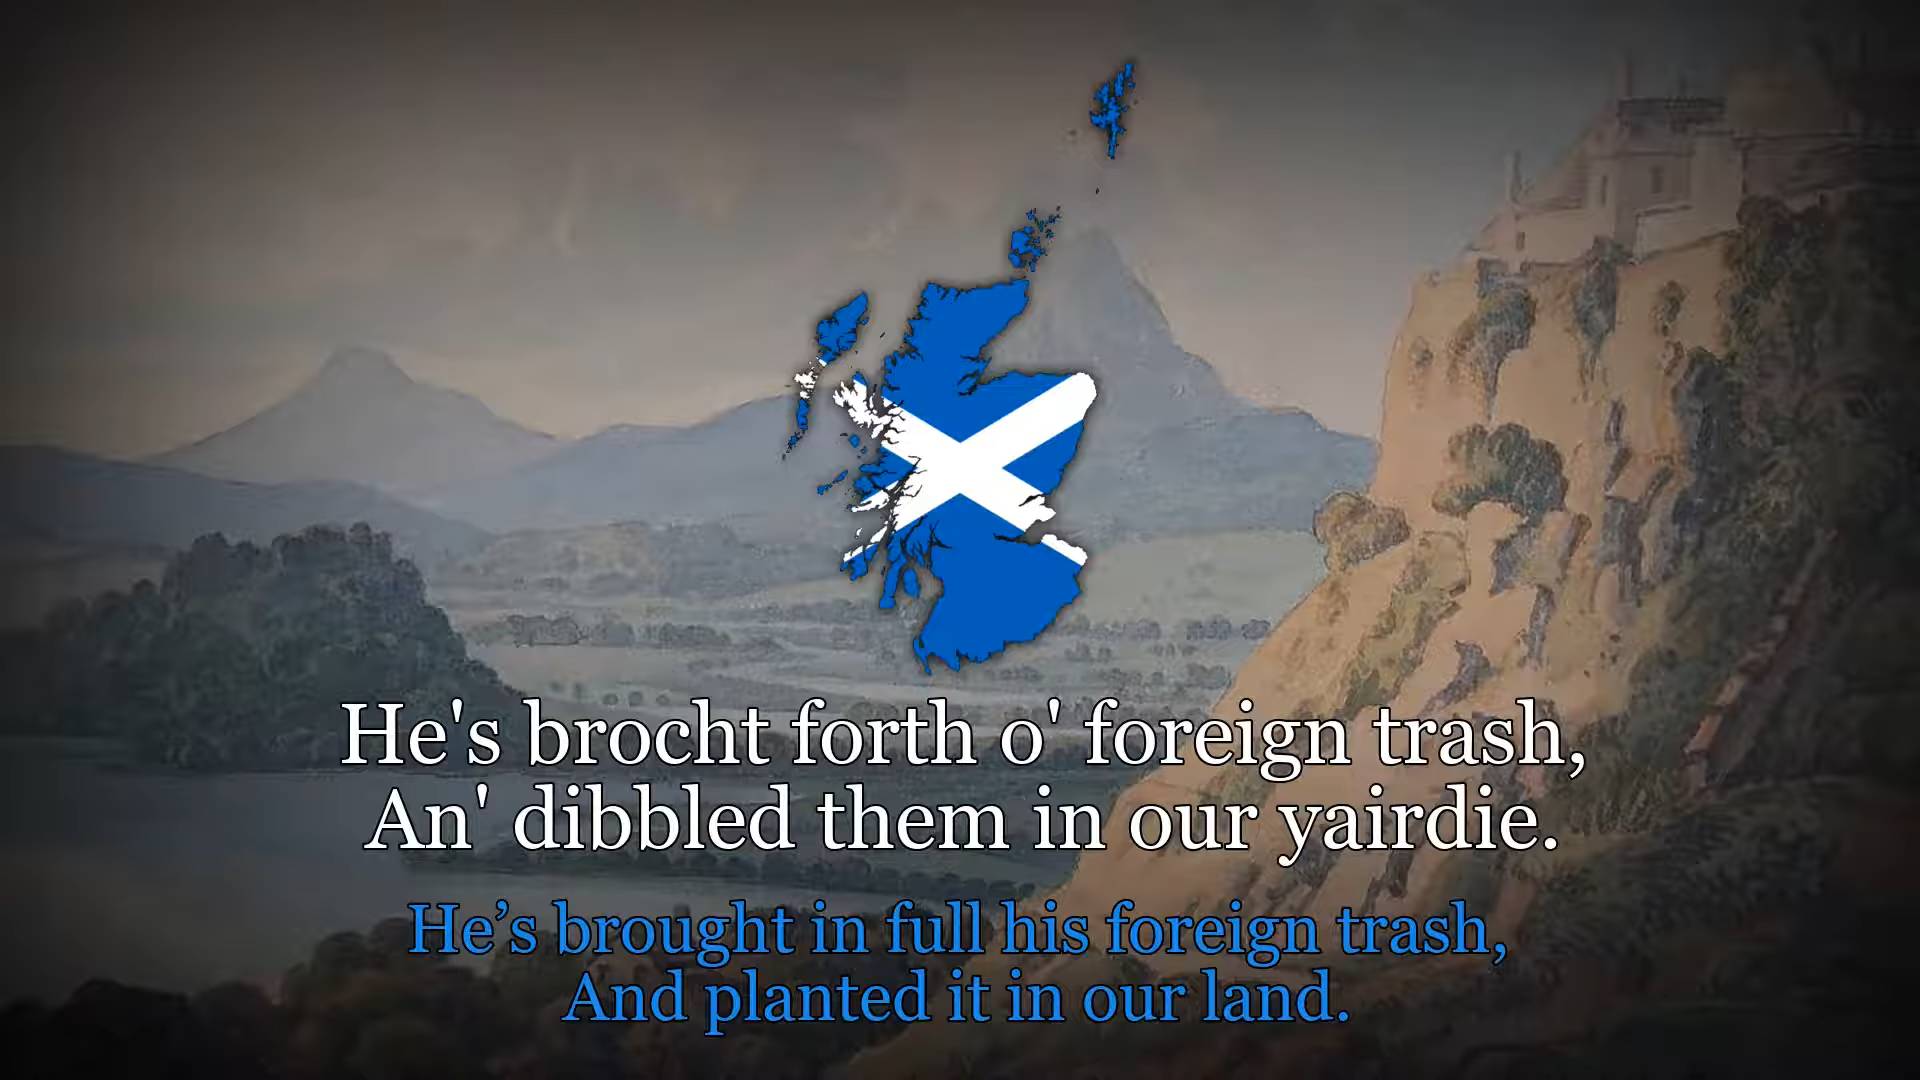 He's brocht forth o' foreign trash,
An' dibbled them in our yairdie.
He’s brought in full his foreign trash,
And planted it in our land.